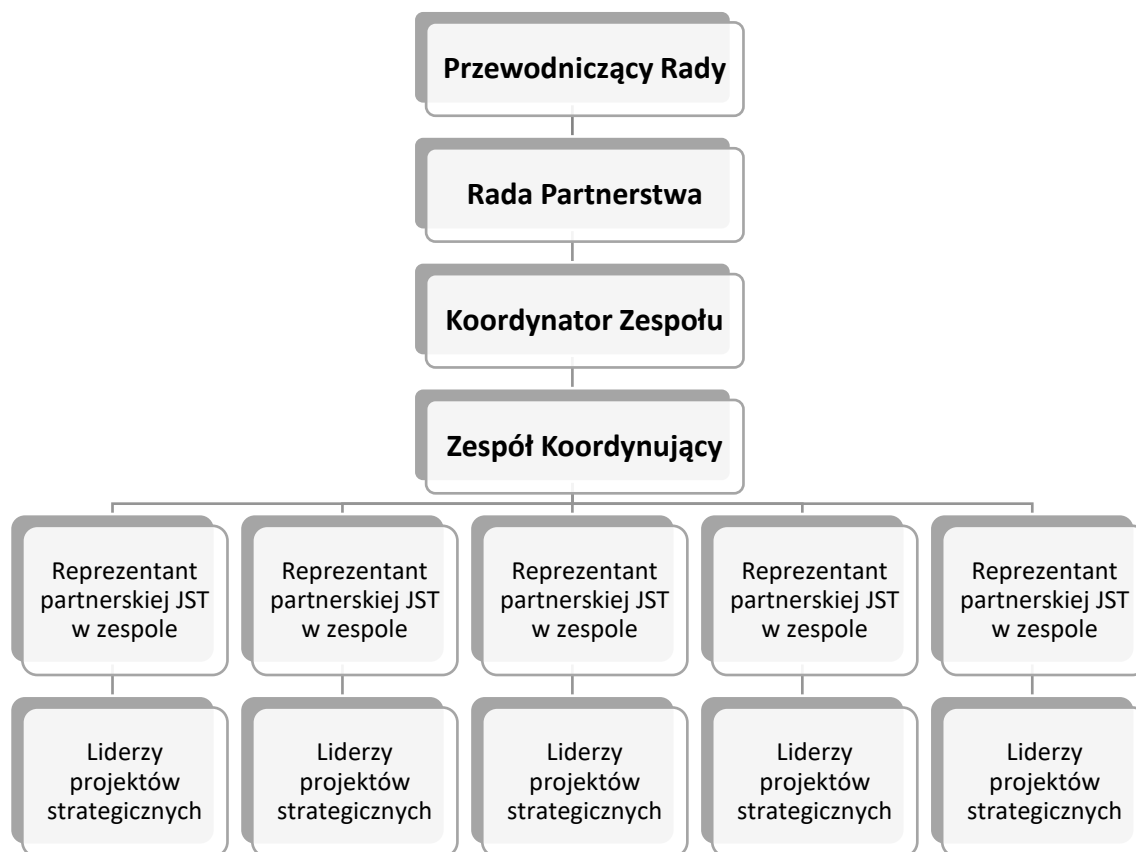 Przewodniczący Rady
Rada Partnerstwa
Koordynator Zespołu
Zespół Koordynujący
Reprezentant
partnerskiej JST
w zespole
Reprezentant
partnerskiej JST
w zespole
Reprezentant
partnerskiej JST
w zespole
Reprezentant
partnerskiej JST
w zespole
Reprezentant
partnerskiej JST
w zespole
Liderzy
projektów
strategicznych
Liderzy
projektów
strategicznych
Liderzy
projektów
strategicznych
Liderzy
projektów
strategicznych
Liderzy
projektów
strategicznych